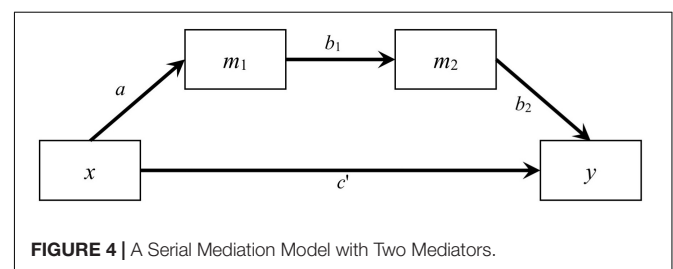 b₁
m₁
m₂
a
b₂
x
y
c'
FIGURE 4 | A Serial Mediation Model with Two Mediators.